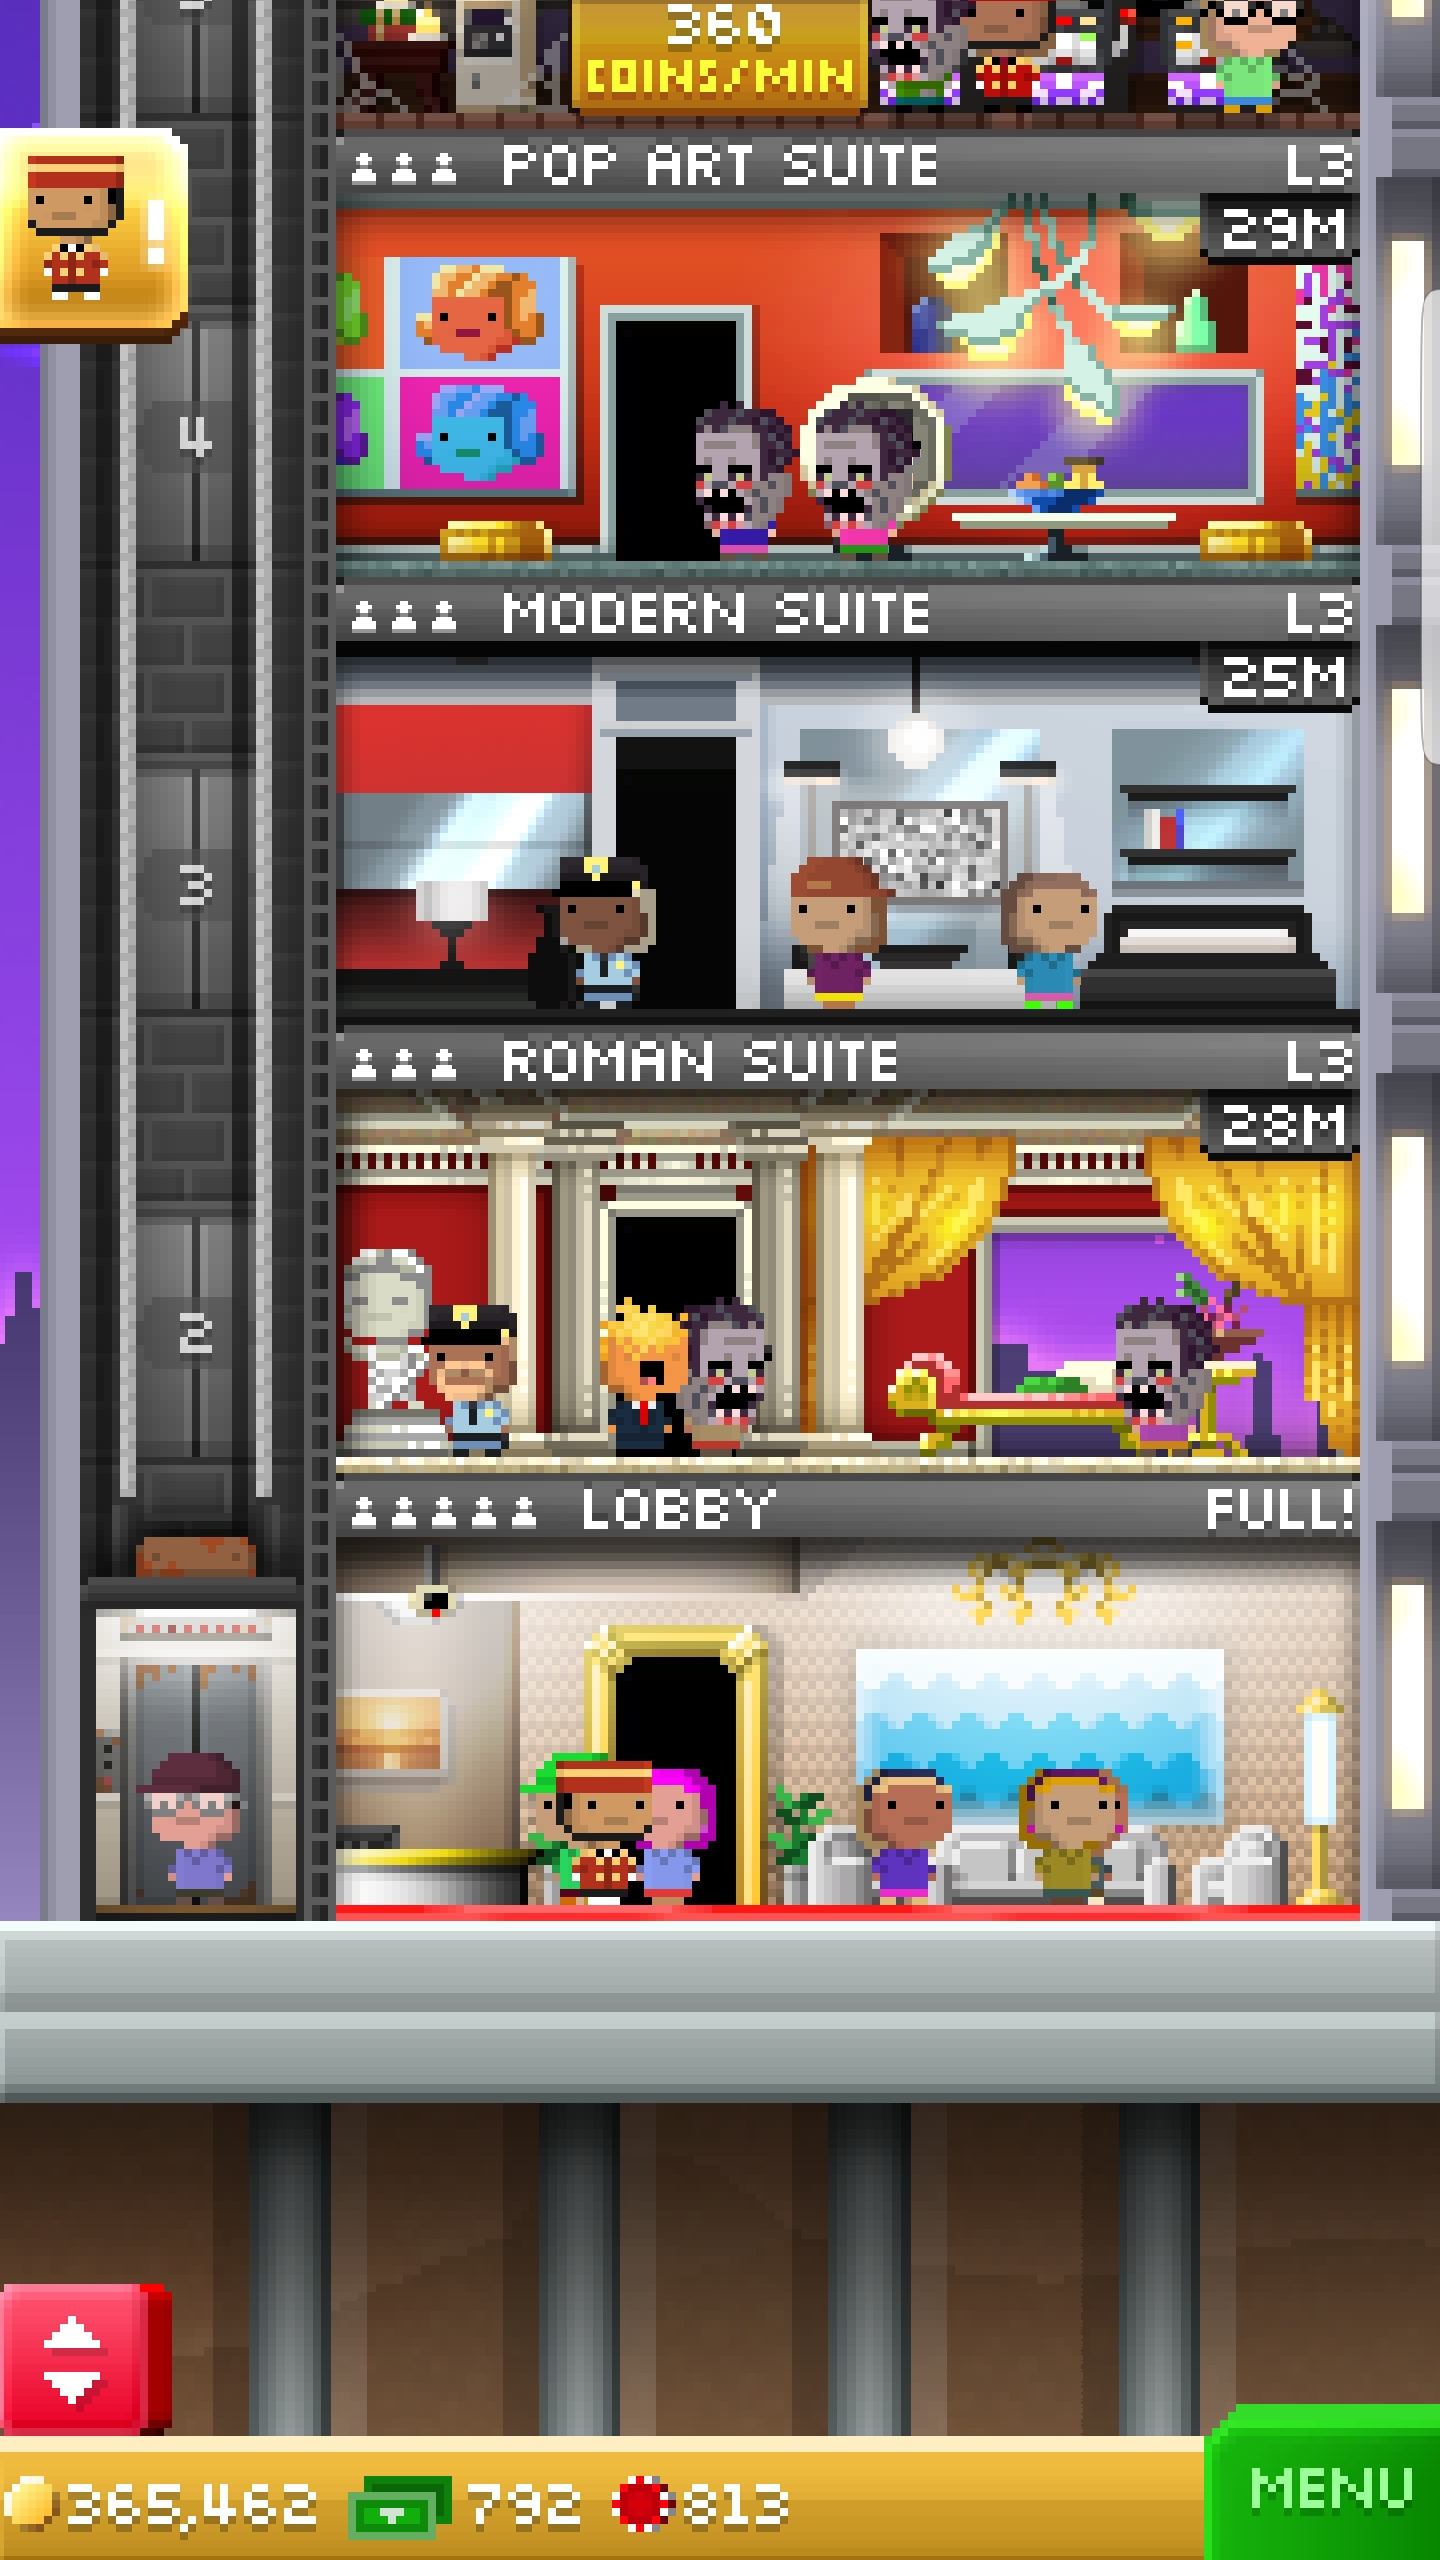 360
COINS/MIN
POP ART SUITE L3
29M
!
4
MODERN SUITE L3
25M
3
ROMAN SUITE L3
28M
2
LOBBY FULL!
MENU
365,462 792 813